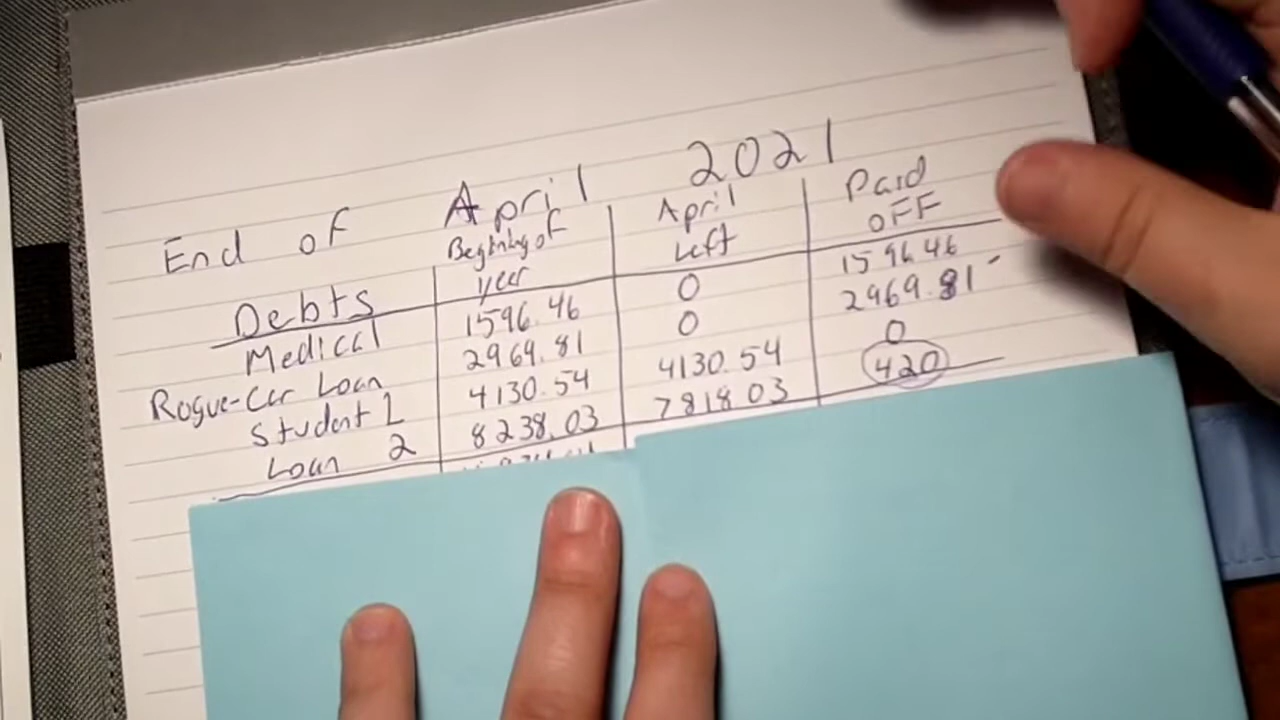 End of April 2021
Debts Beginning of year April Left Paid OFF
Medical 1596.46 0 1596.46
Rogue-Car Loan 2969.81 0 2969.81
Student 1 4130.54 4130.54 0
Loan 2 8238.03 7818.03 420